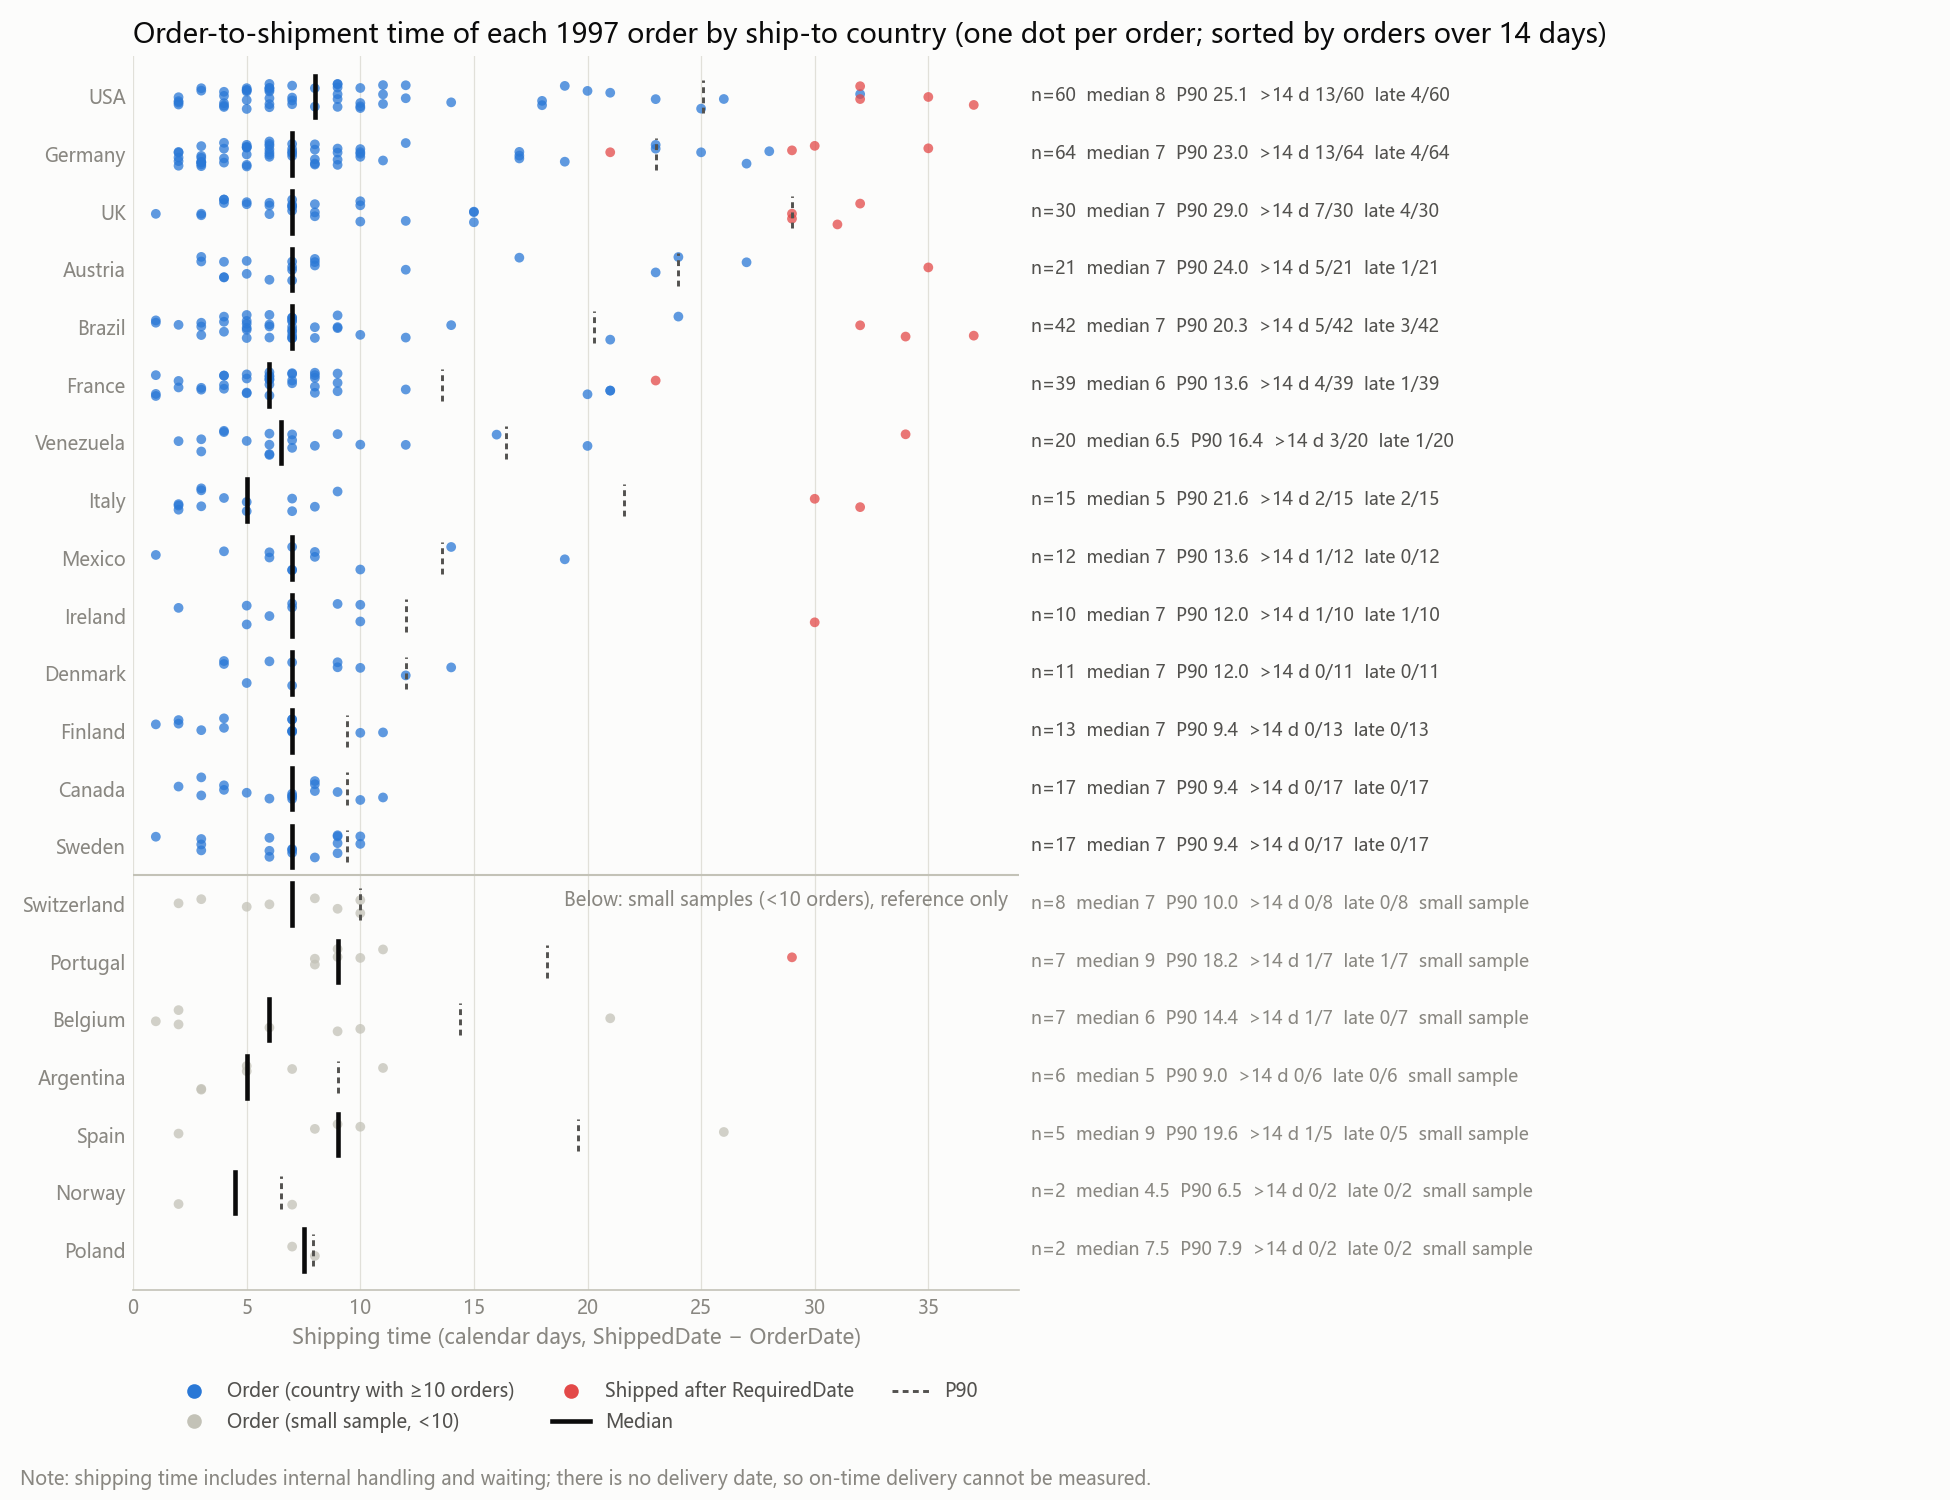 Order-to-shipment time of each 1997 order by ship-to country (one dot per order; sorted by orders over 14 days)
USA n=60 median 8 P90 25.1 >14 d 13/60 late 4/60
Germany n=64 median 7 P90 23.0 >14 d 13/64 late 4/64
UK n=30 median 7 P90 29.0 >14 d 7/30 late 4/30
Austria n=21 median 7 P90 24.0 >14 d 5/21 late 1/21
Brazil n=42 median 7 P90 20.3 >14 d 5/42 late 3/42
France n=39 median 6 P90 13.6 >14 d 4/39 late 1/39
Venezuela n=20 median 6.5 P90 16.4 >14 d 3/20 late 1/20
Italy n=15 median 5 P90 21.6 >14 d 2/15 late 2/15
Mexico n=12 median 7 P90 13.6 >14 d 1/12 late 0/12
Ireland n=10 median 7 P90 12.0 >14 d 1/10 late 1/10
Denmark n=11 median 7 P90 12.0 >14 d 0/11 late 0/11
Finland n=13 median 7 P90 9.4 >14 d 0/13 late 0/13
Canada n=17 median 7 P90 9.4 >14 d 0/17 late 0/17
Sweden n=17 median 7 P90 9.4 >14 d 0/17 late 0/17
Below: small samples (<10 orders), reference only
Switzerland n=8 median 7 P90 10.0 >14 d 0/8 late 0/8 small sample
Portugal n=7 median 9 P90 18.2 >14 d 1/7 late 1/7 small sample
Belgium n=7 median 6 P90 14.4 >14 d 1/7 late 0/7 small sample
Argentina n=6 median 5 P90 9.0 >14 d 0/6 late 0/6 small sample
Spain n=5 median 9 P90 19.6 >14 d 1/5 late 0/5 small sample
Norway n=2 median 4.5 P90 6.5 >14 d 0/2 late 0/2 small sample
Poland n=2 median 7.5 P90 7.9 >14 d 0/2 late 0/2 small sample
0 5 10 15 20 25 30 35
Shipping time (calendar days, ShippedDate − OrderDate)
Order (country with ≥10 orders) Shipped after RequiredDate P90
Order (small sample, <10) Median
Note: shipping time includes internal handling and waiting; there is no delivery date, so on-time delivery cannot be measured.